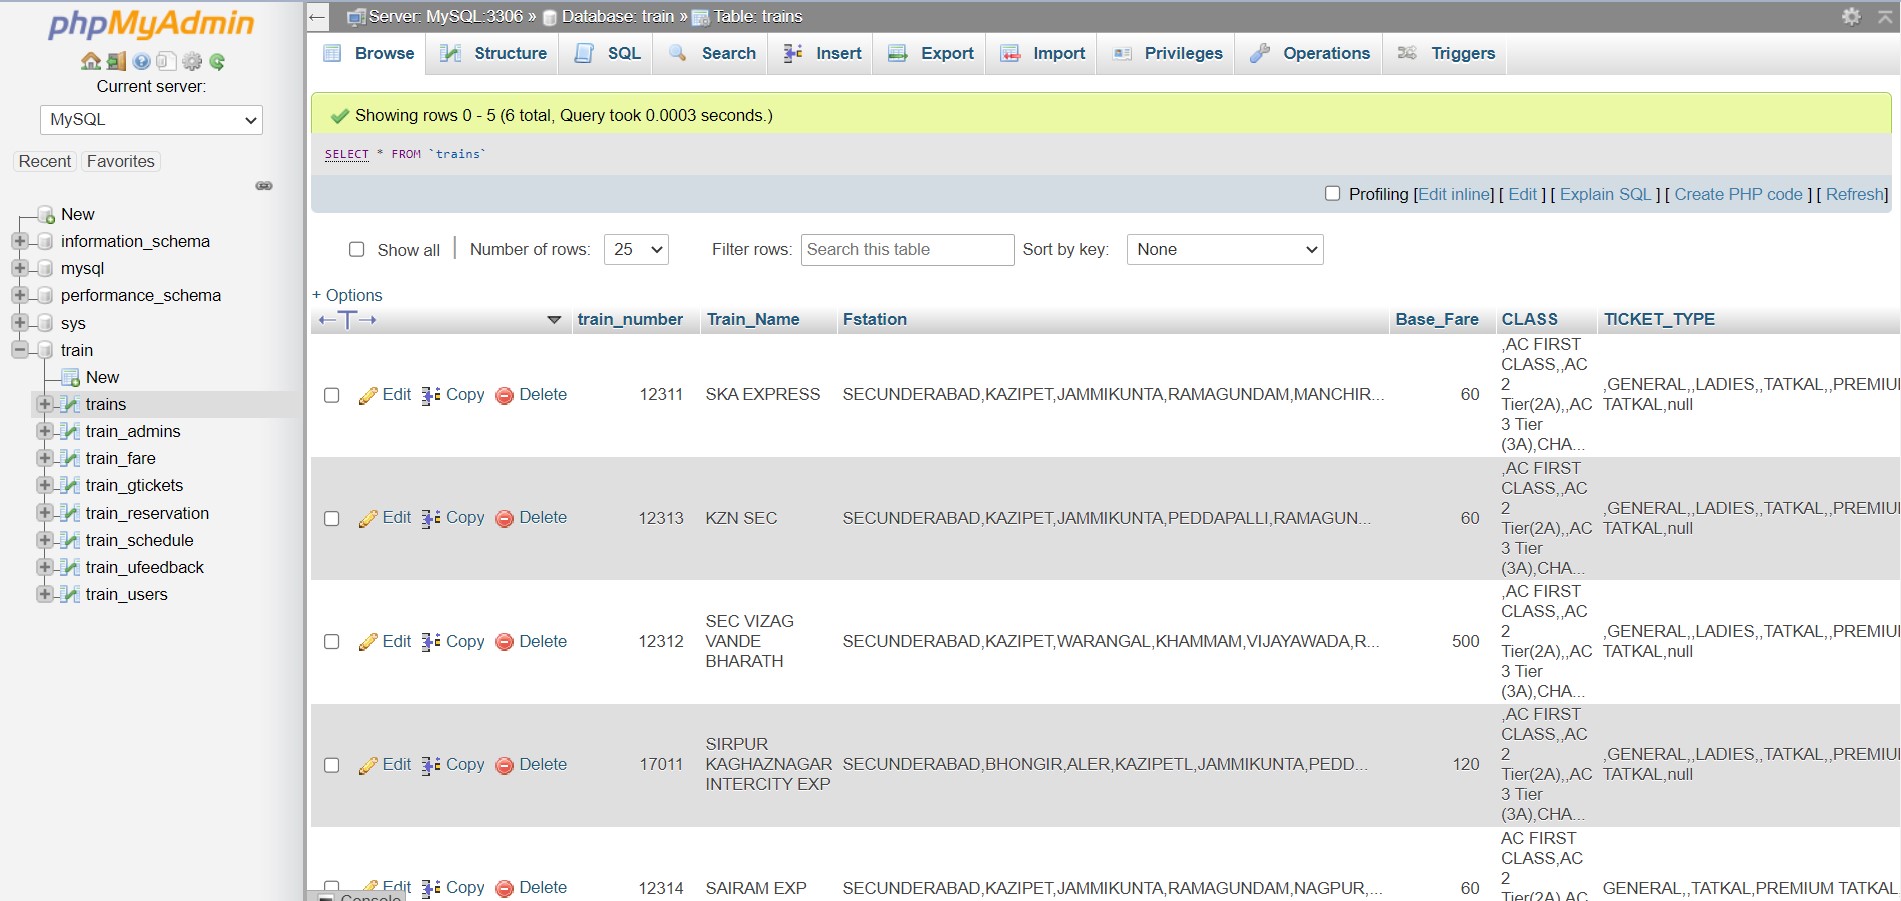 phpMyAdmin
Current server:
MySQL
Recent Favorites
New
information_schema
mysql
performance_schema
sys
train
New
trains
train_admins
train_fare
train_gtickets
train_reservation
train_schedule
train_ufeedback
train_users
Server: MySQL:3306 » Database: train » Table: trains
Browse Structure SQL Search Insert Export Import Privileges Operations Triggers
Showing rows 0 - 5 (6 total, Query took 0.0003 seconds.)
SELECT * FROM `trains`
Profiling [Edit inline] [ Edit ] [ Explain SQL ] [ Create PHP code ] [ Refresh]
Show all | Number of rows: 25 Filter rows: Search this table Sort by key: None
+ Options
←T→ train_number Train_Name Fstation Base_Fare CLASS TICKET_TYPE
Edit Copy Delete 12311 SKA EXPRESS SECUNDERABAD,KAZIPET,JAMMIKUNTA,RAMAGUNDAM,MANCHIR... 60
,AC FIRST
CLASS,,AC
2
Tier(2A),,AC
3 Tier
(3A),CHA...
,GENERAL,,LADIES,,TATKAL,,PREMIU
TATKAL,null
Edit Copy Delete 12313 KZN SEC SECUNDERABAD,KAZIPET,JAMMIKUNTA,PEDDAPALLI,RAMAGUN... 60
,AC FIRST
CLASS,,AC
2
Tier(2A),,AC
3 Tier
(3A),CHA...
,GENERAL,,LADIES,,TATKAL,,PREMIU
TATKAL,null
Edit Copy Delete 12312
SEC VIZAG
VANDE
BHARATH
SECUNDERABAD,KAZIPET,WARANGAL,KHAMMAM,VIJAYAWADA,R... 500
,AC FIRST
CLASS,,AC
2
Tier(2A),,AC
3 Tier
(3A),CHA...
,GENERAL,,LADIES,,TATKAL,,PREMIU
TATKAL,null
Edit Copy Delete 17011
SIRPUR
KAGHAZNAGAR
INTERCITY EXP
SECUNDERABAD,BHONGIR,ALER,KAZIPETL,JAMMIKUNTA,PEDD... 120
,AC FIRST
CLASS,,AC
2
Tier(2A),,AC
3 Tier
(3A),CHA...
,GENERAL,,LADIES,,TATKAL,,PREMIU
TATKAL,null
Edit Copy Delete 12314 SAIRAM EXP SECUNDERABAD,KAZIPET,JAMMIKUNTA,RAMAGUNDAM,NAGPUR,... 60
AC FIRST
CLASS,AC
2
Tier(2A),AC
GENERAL,,TATKAL,PREMIUM TATKAL,
Console